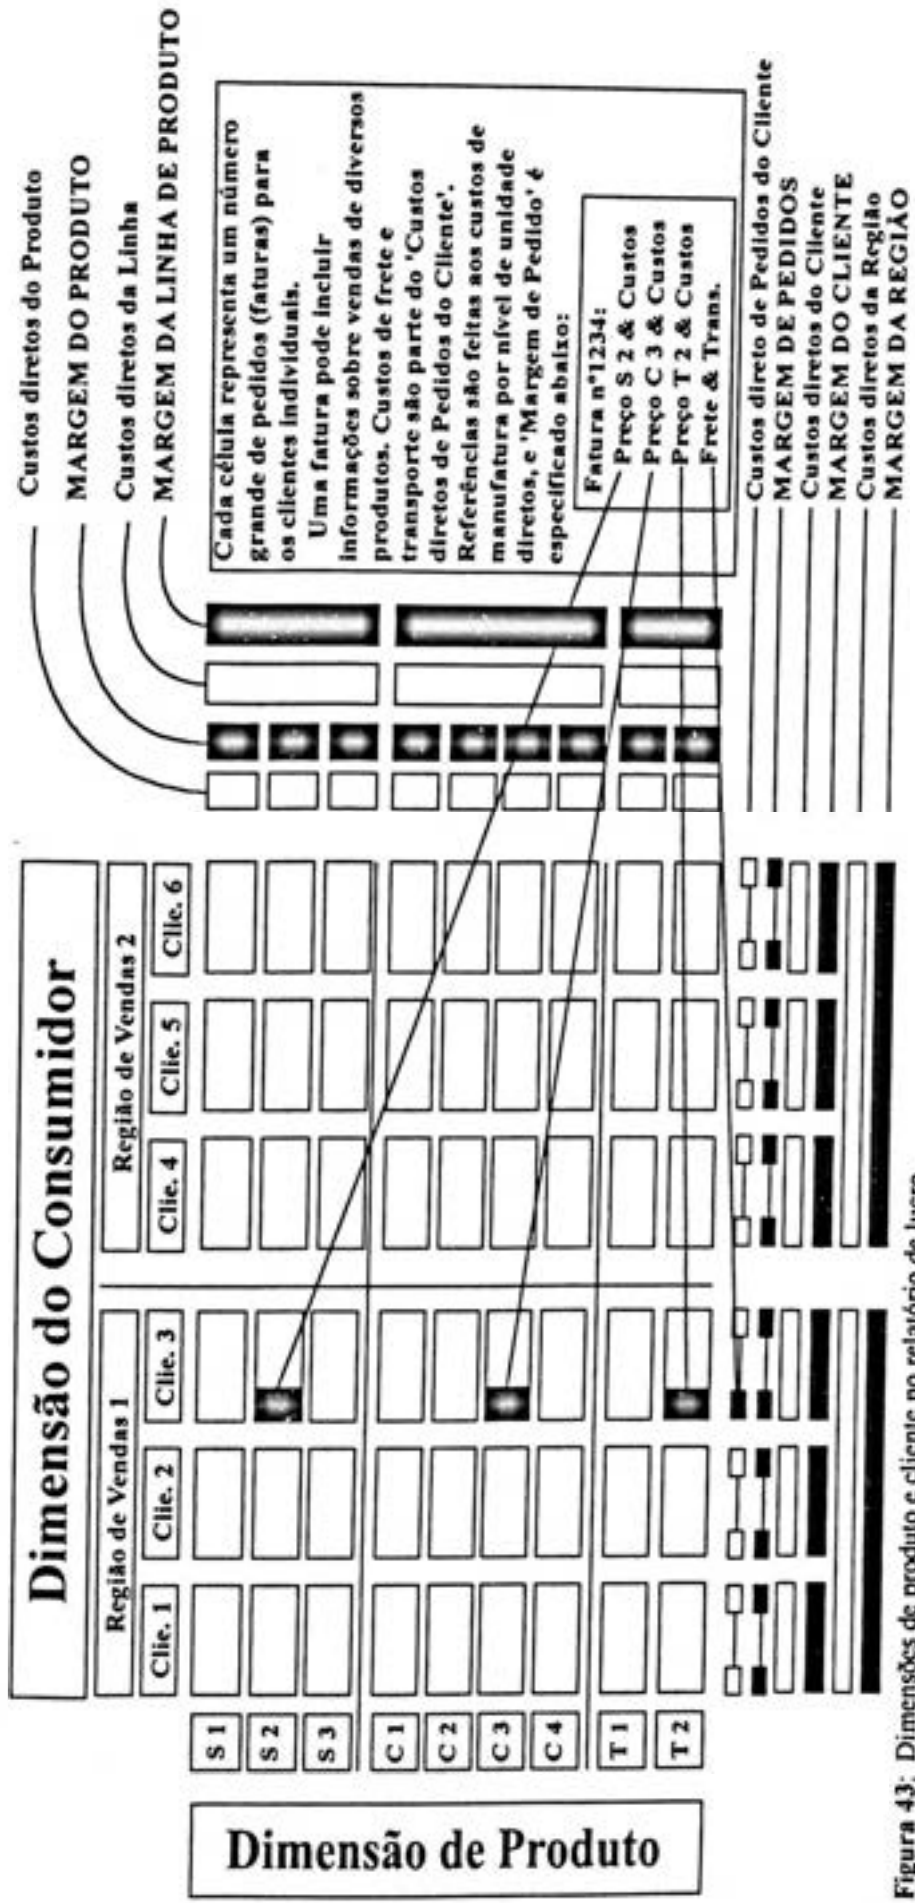 Dimensão do Consumidor
Região de Vendas 1
Região de Vendas 2
Clie. 1
Clie. 2
Clie. 3
Clie. 4
Clie. 5
Clie. 6
Dimensão de Produto
S 1
S 2
S 3
C 1
C 2
C 3
C 4
T 1
T 2
Custos diretos do Produto
MARGEM DO PRODUTO
Custos diretos da Linha
MARGEM DA LINHA DE PRODUTO
Cada célula representa um número
grande de pedidos (faturas) para
os clientes individuais.
Uma fatura pode incluir
informações sobre vendas de diversos
produtos. Custos de frete e
transporte são parte do 'Custos
diretos de Pedidos do Cliente'.
Referências são feitas aos custos de
manufatura por nível de unidade
diretos, e 'Margem de Pedido' é
especificado abaixo:
Fatura nº1234:
Preço S 2 & Custos
Preço C 3 & Custos
Preço T 2 & Custos
Frete & Trans.
Custos direto de Pedidos do Cliente
MARGEM DE PEDIDOS
Custos diretos do Cliente
MARGEM DO CLIENTE
Custos diretos da Região
MARGEM DA REGIÃO
Figura 43: Dimensões de produto e cliente no relatório de lucro